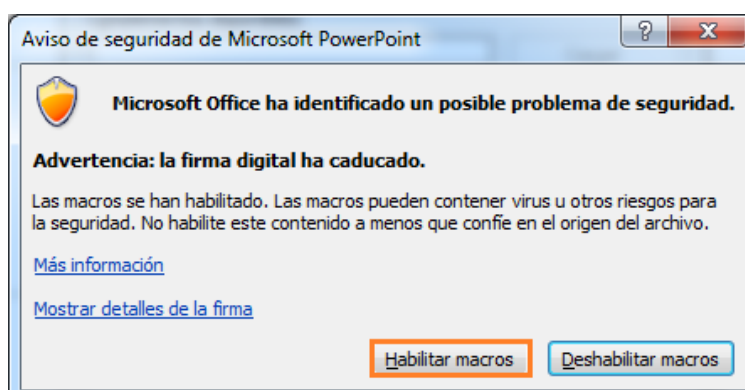 Aviso de seguridad de Microsoft PowerPoint
Microsoft Office ha identificado un posible problema de seguridad.
Advertencia: la firma digital ha caducado.
Las macros se han habilitado. Las macros pueden contener virus u otros riesgos para
la seguridad. No habilite este contenido a menos que confíe en el origen del archivo.
Más información
Mostrar detalles de la firma
Habilitar macros
Deshabilitar macros